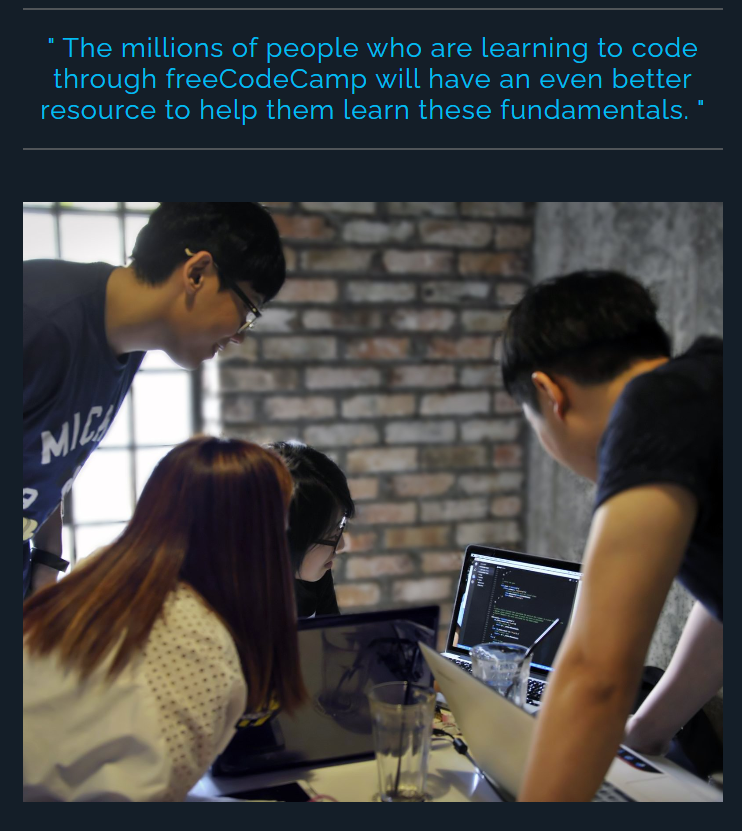 " The millions of people who are learning to code
through freeCodeCamp will have an even better
resource to help them learn these fundamentals. "